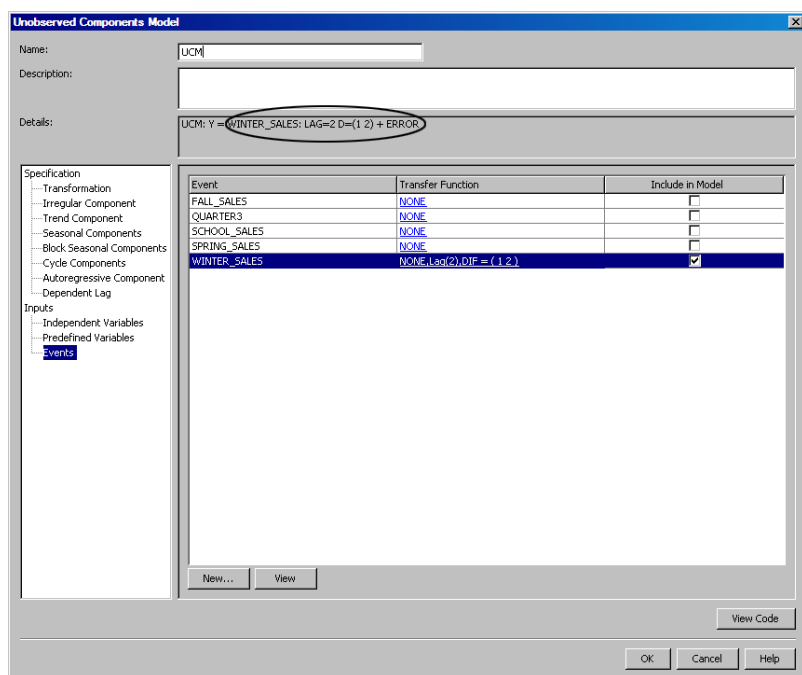 Unobserved Components Model
Name:
UCM
Description:
Details:
UCM: Y = WINTER_SALES: LAG=2 D=(1 2) + ERROR
Specification
Transformation
Irregular Component
Trend Component
Seasonal Components
Block Seasonal Components
Cycle Components
Autoregressive Component
Dependent Lag
Inputs
Independent Variables
Predefined Variables
Events
Event Transfer Function Include in Model
FALL_SALES NONE
QUARTER3 NONE
SCHOOL_SALES NONE
SPRING_SALES NONE
WINTER_SALES NONE,Lag(2),DIF = ( 1 2 )
New... View
View Code
OK Cancel Help